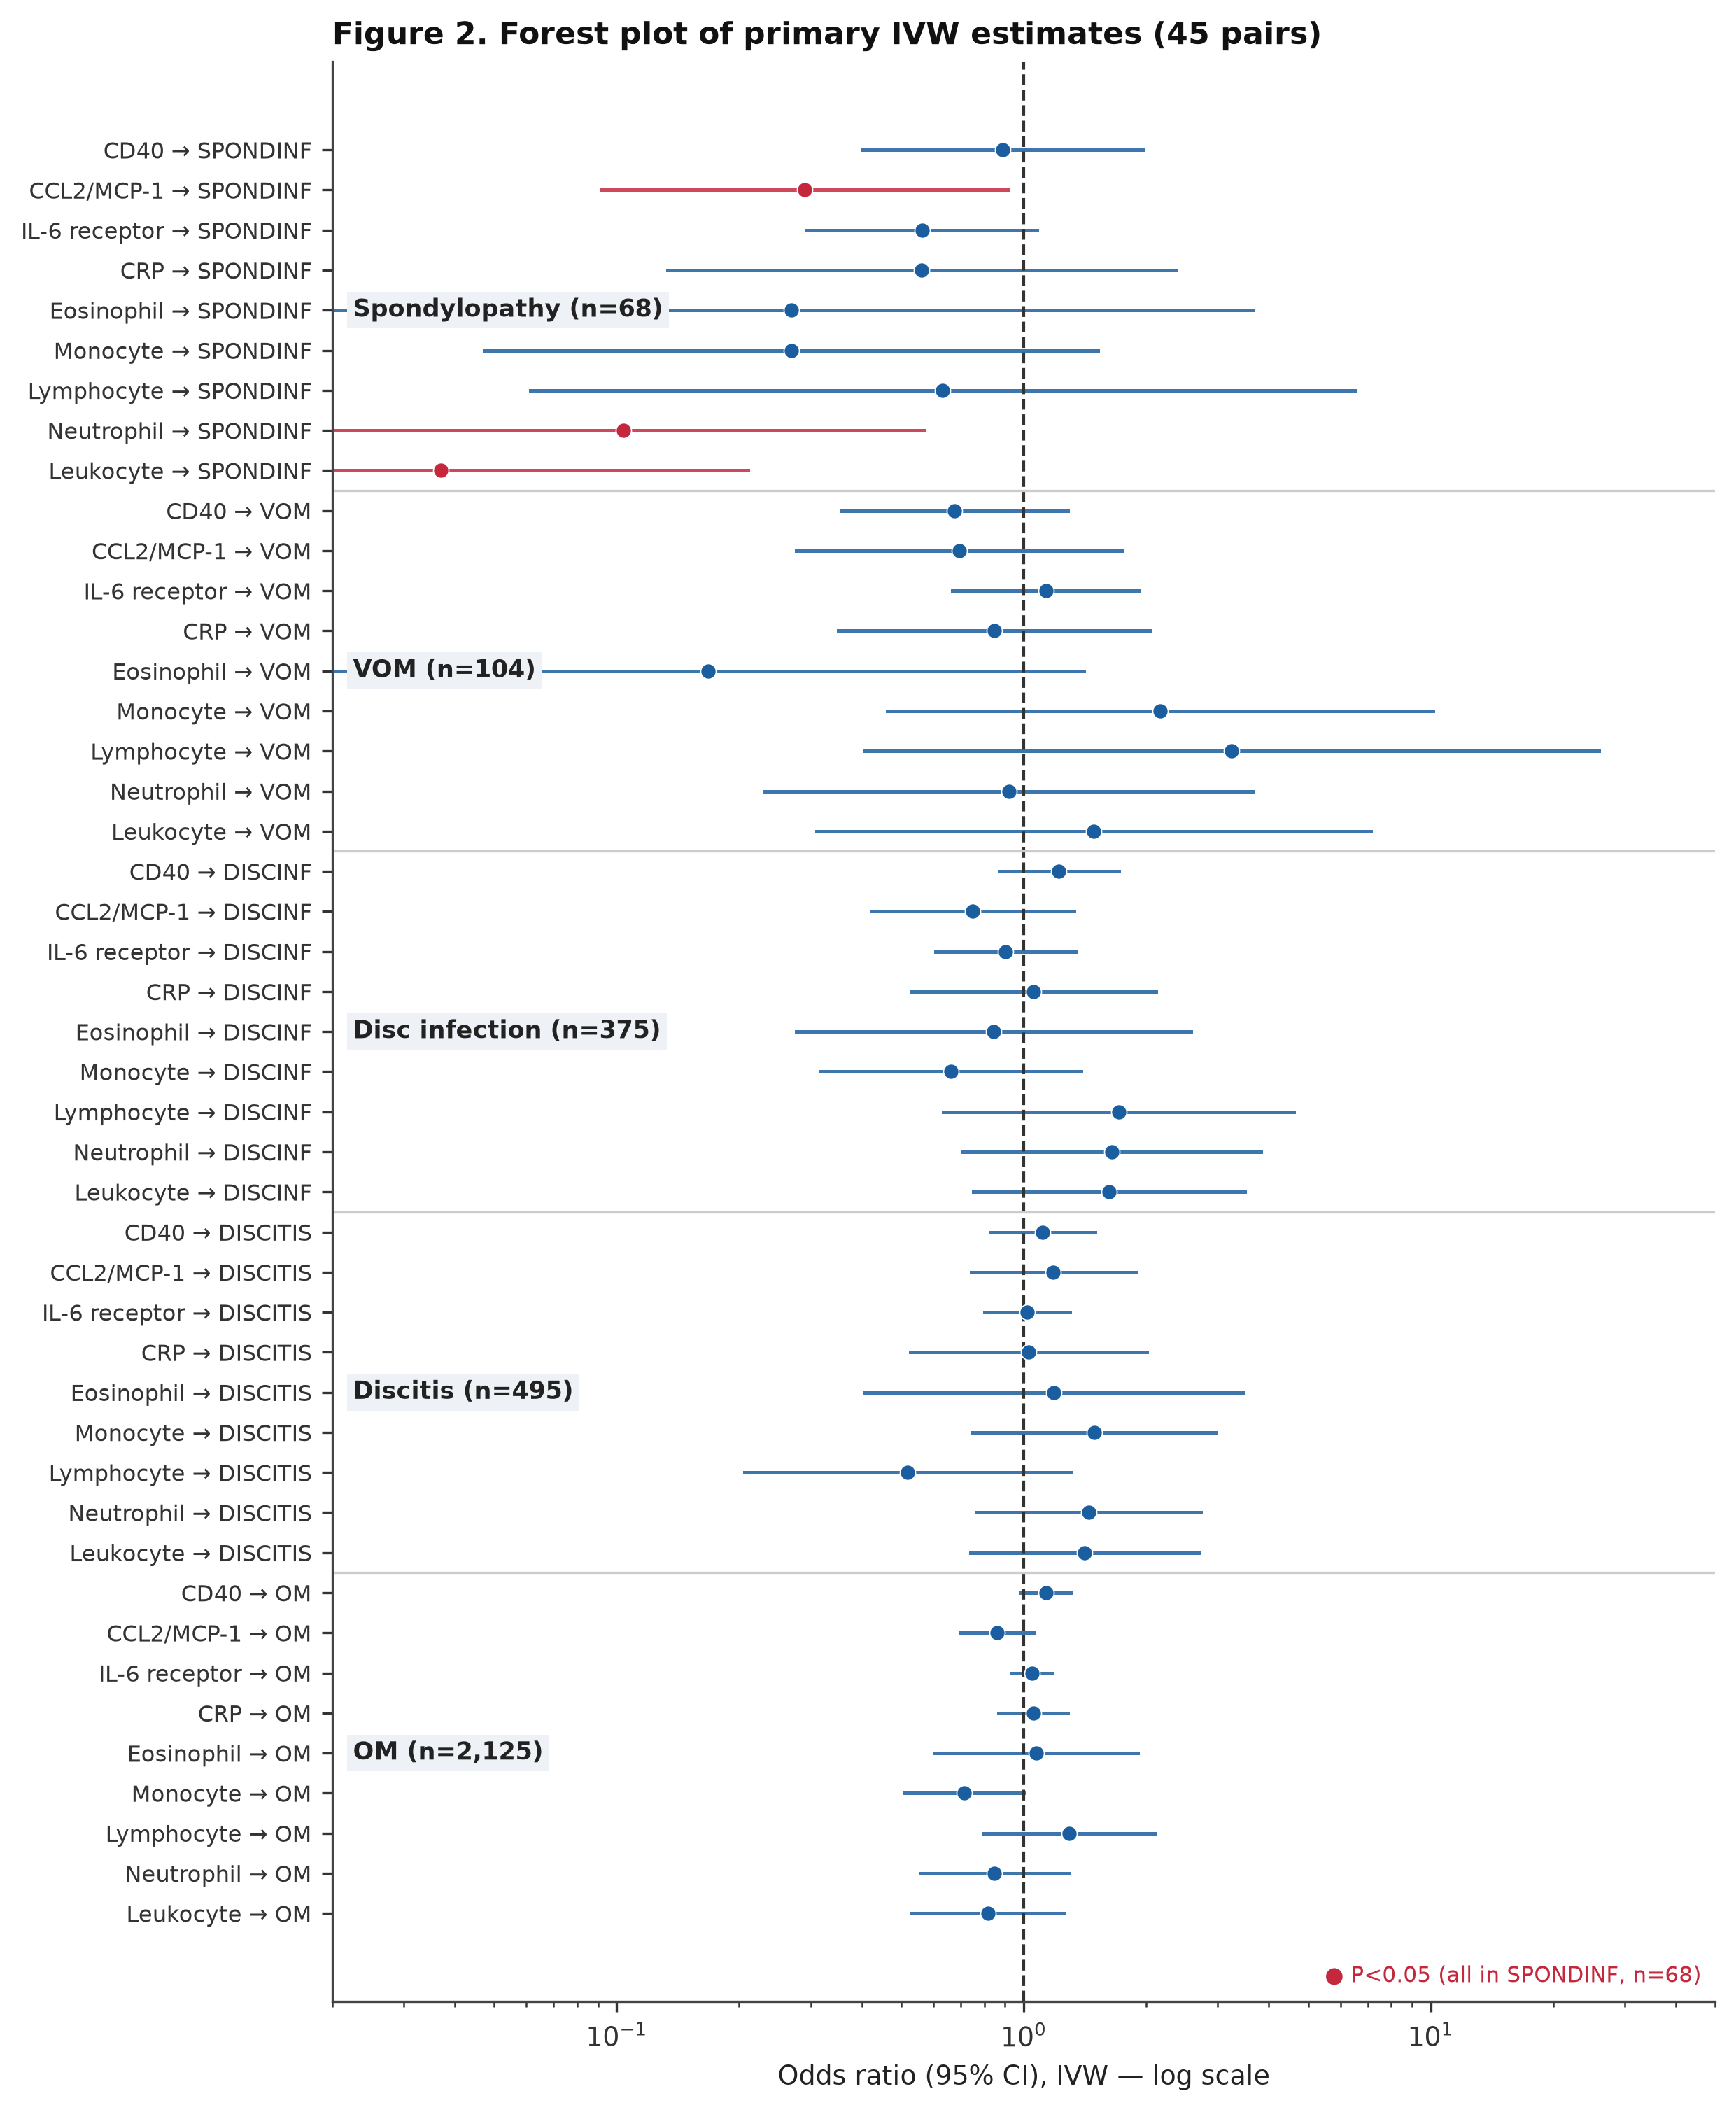 Figure 2. Forest plot of primary IVW estimates (45 pairs)
CD40 → SPONDINF
CCL2/MCP-1 → SPONDINF
IL-6 receptor → SPONDINF
CRP → SPONDINF
Eosinophil → SPONDINF
Spondylopathy (n=68)
Monocyte → SPONDINF
Lymphocyte → SPONDINF
Neutrophil → SPONDINF
Leukocyte → SPONDINF
CD40 → VOM
CCL2/MCP-1 → VOM
IL-6 receptor → VOM
CRP → VOM
Eosinophil → VOM
VOM (n=104)
Monocyte → VOM
Lymphocyte → VOM
Neutrophil → VOM
Leukocyte → VOM
CD40 → DISCINF
CCL2/MCP-1 → DISCINF
IL-6 receptor → DISCINF
CRP → DISCINF
Eosinophil → DISCINF
Disc infection (n=375)
Monocyte → DISCINF
Lymphocyte → DISCINF
Neutrophil → DISCINF
Leukocyte → DISCINF
CD40 → DISCITIS
CCL2/MCP-1 → DISCITIS
IL-6 receptor → DISCITIS
CRP → DISCITIS
Eosinophil → DISCITIS
Discitis (n=495)
Monocyte → DISCITIS
Lymphocyte → DISCITIS
Neutrophil → DISCITIS
Leukocyte → DISCITIS
CD40 → OM
CCL2/MCP-1 → OM
IL-6 receptor → OM
CRP → OM
Eosinophil → OM
OM (n=2,125)
Monocyte → OM
Lymphocyte → OM
Neutrophil → OM
Leukocyte → OM
P<0.05 (all in SPONDINF, n=68)
10⁻¹ 10⁰ 10¹
Odds ratio (95% CI), IVW — log scale